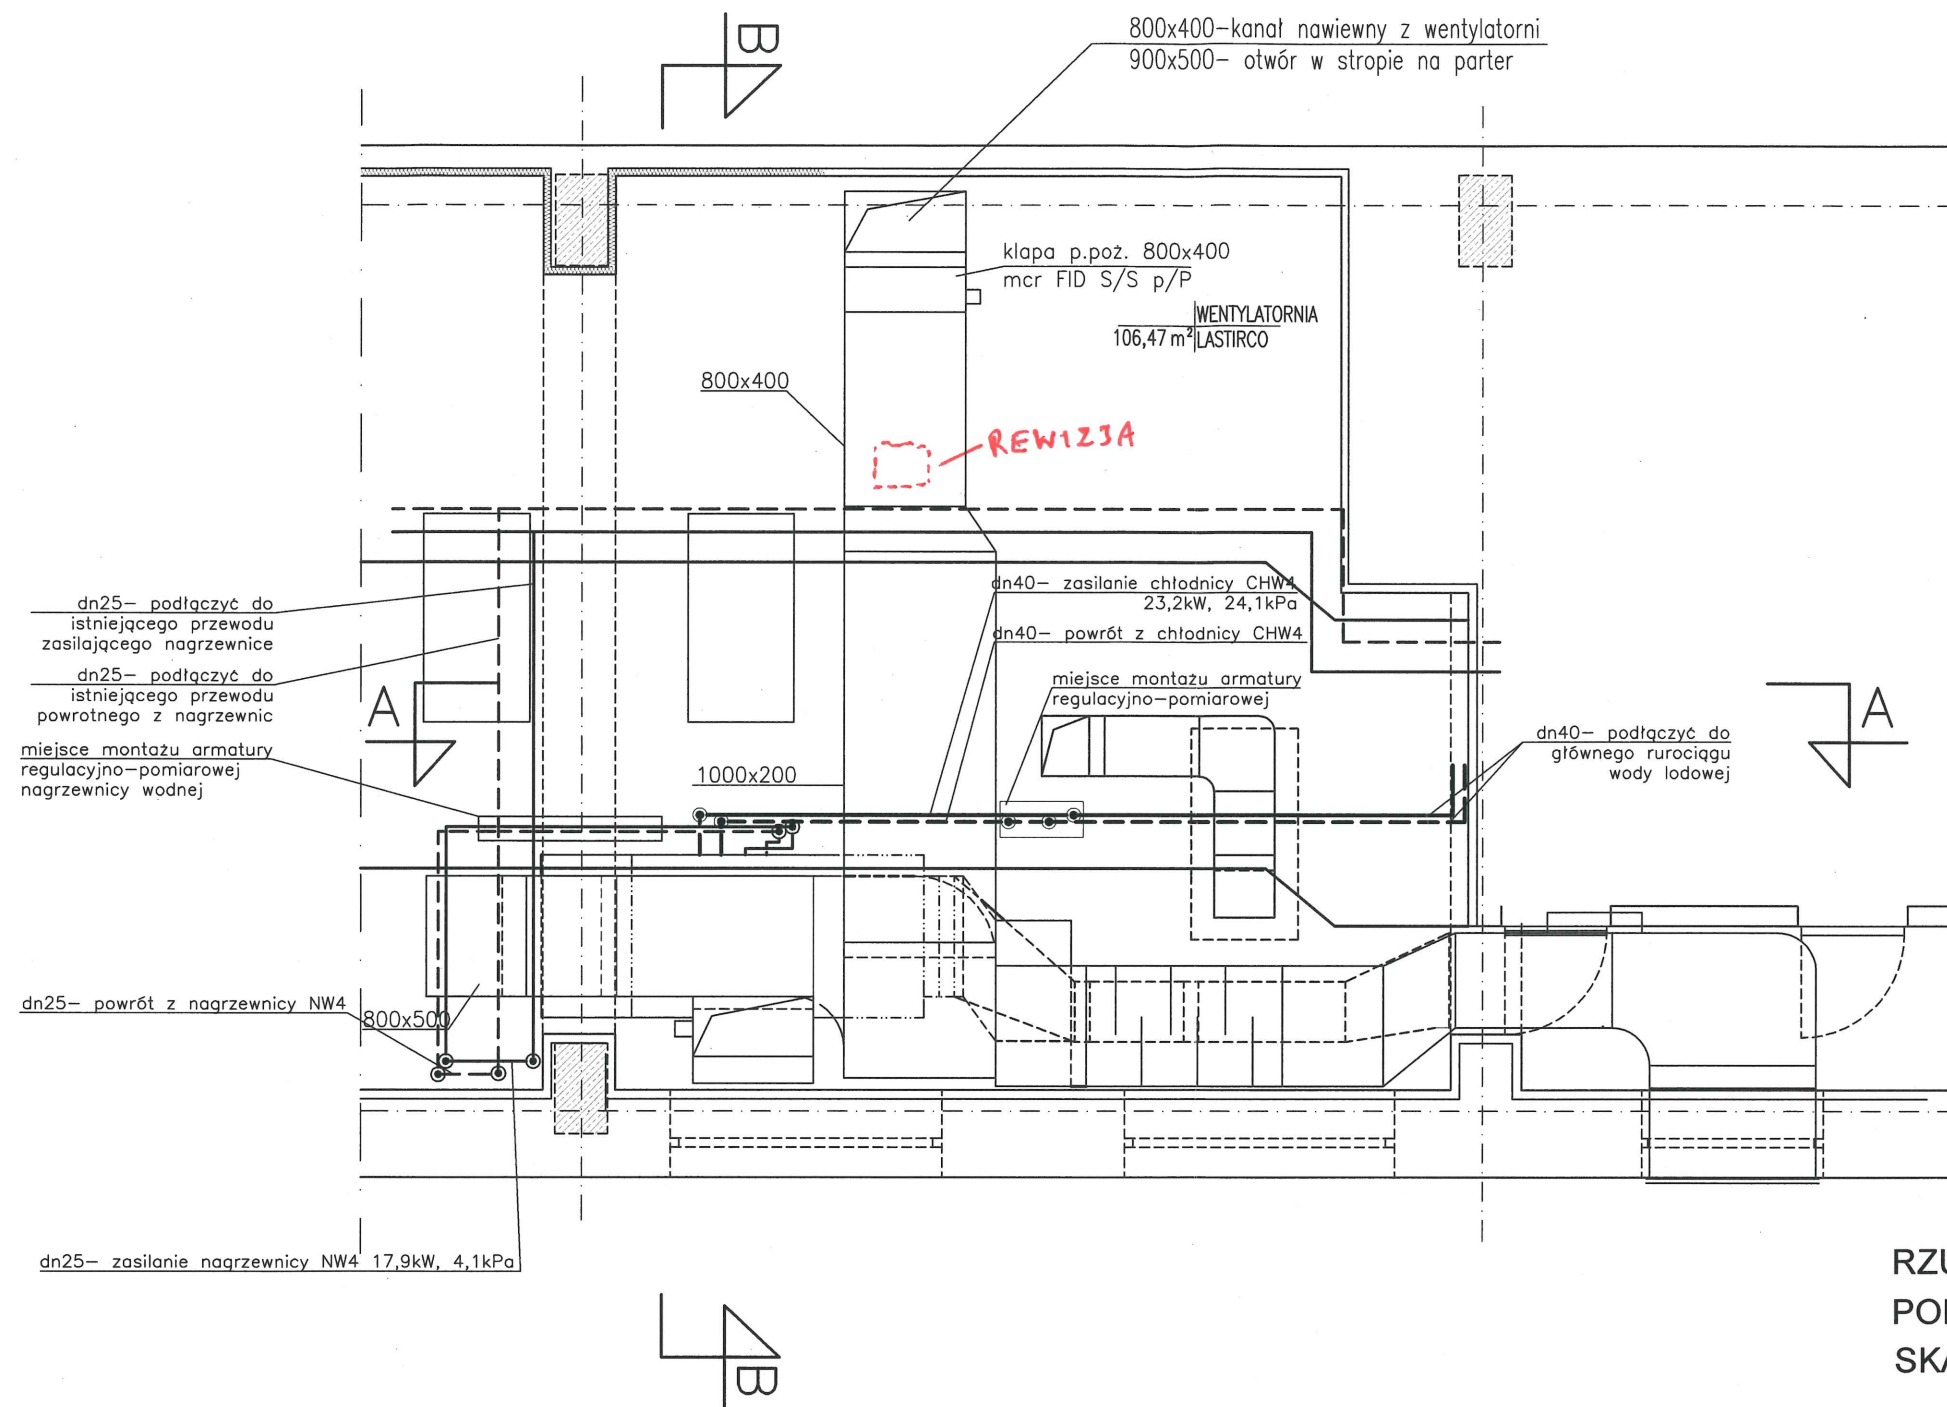 B
800x400-kanał nawiewny z wentylatorni
900x500- otwór w stropie na parter
klapa p.poż. 800x400
mcr FID S/S p/P
WENTYLATORNIA
106,47 m² LASTIRCO
800x400
REWIZJA
dn25- podłączyć do
istniejącego przewodu
zasilającego nagrzewnice
dn25- podłączyć do
istniejącego przewodu
powrotnego z nagrzewnic
A
miejsce montażu armatury
regulacyjno-pomiarowej
nagrzewnicy wodnej
dn40- zasilanie chłodnicy CHW4
23,2kW, 24,1kPa
dn40- powrót z chłodnicy CHW4
miejsce montażu armatury
regulacyjno-pomiarowej
1000x200
A
dn40- podłączyć do
głównego rurociągu
wody lodowej
dn25- powrót z nagrzewnicy NW4
800x500
dn25- zasilanie nagrzewnicy NW4 17,9kW, 4,1kPa
B
RZU
SKA